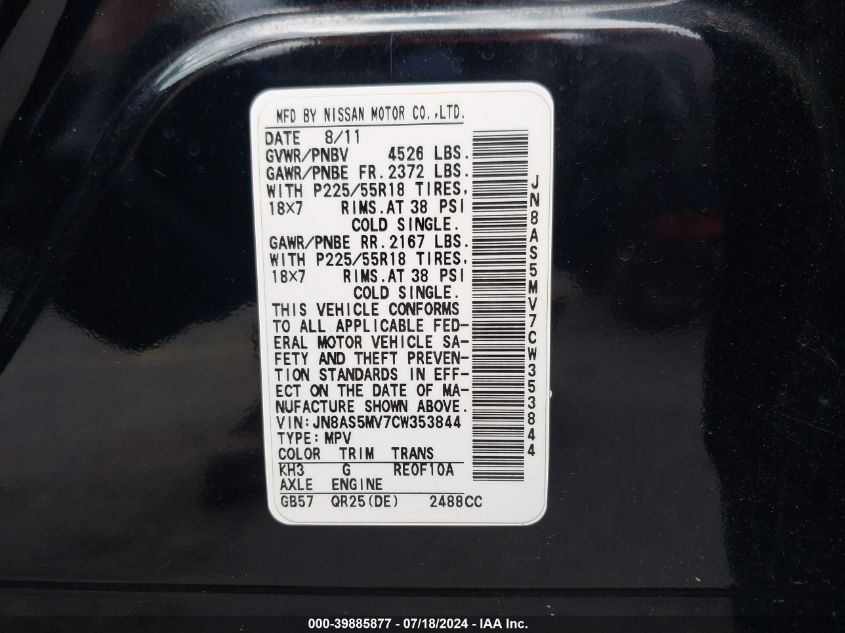 MFD BY NISSAN MOTOR CO.,LTD.
DATE 8/11
GVWR/PNBV 4526 LBS.
GAWR/PNBE FR. 2372 LBS.
WITH P225/55R18 TIRES,
18×7 RIMS.AT 38 PSI
COLD SINGLE.
GAWR/PNBE RR. 2167 LBS.
WITH P225/55R18 TIRES,
18×7 RIMS.AT 38 PSI
COLD SINGLE.
THIS VEHICLE CONFORMS
TO ALL APPLICABLE FED-
ERAL MOTOR VEHICLE SA-
FETY AND THEFT PREVEN-
TION STANDARDS IN EFF-
ECT ON THE DATE OF MA-
NUFACTURE SHOWN ABOVE.
VIN:JN8AS5MV7CW353844
TYPE:MPV
COLOR TRIM TRANS
KH3 G RE0F10A
AXLE ENGINE
GB57 QR25(DE) 2488CC
JN8AS5MV7CW353844
000-39885877 - 07/18/2024 - IAA Inc.